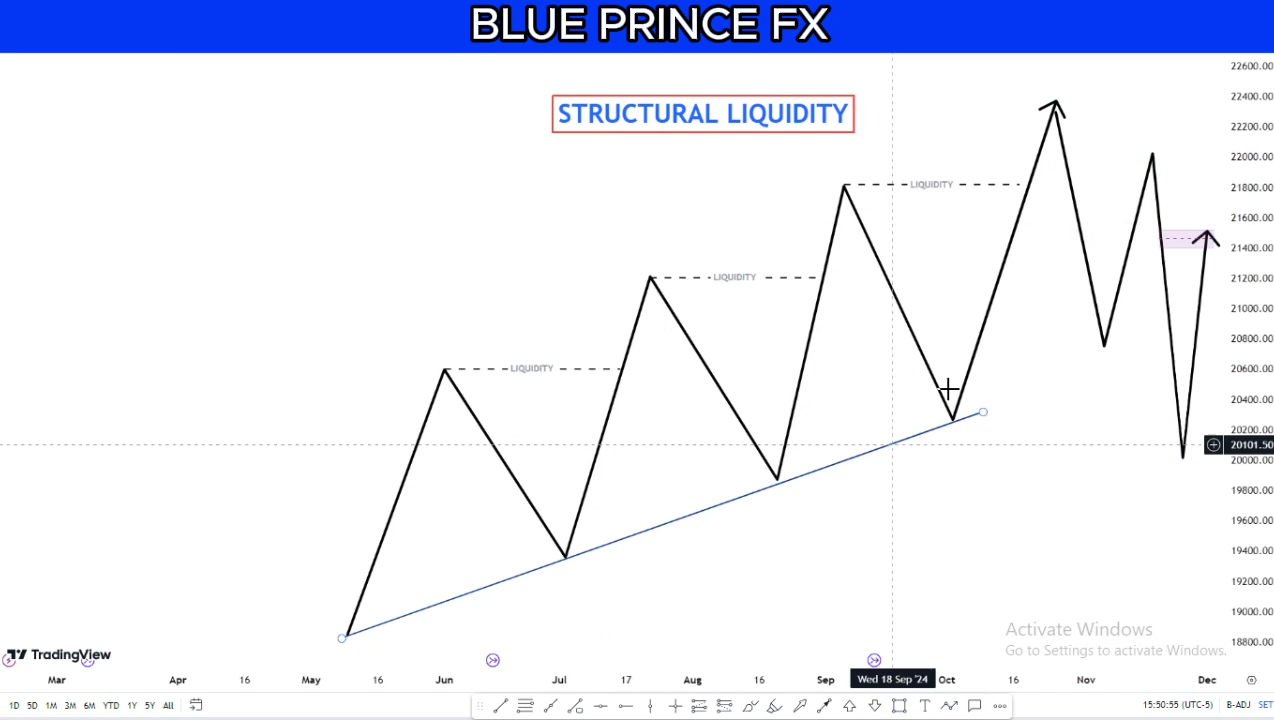 BLUE PRINCE FX
STRUCTURAL LIQUIDITY
LIQUIDITY
LIQUIDITY
LIQUIDITY
22600.00
22400.00
22200.00
22000.00
21800.00
21600.00
21400.00
21200.00
21000.00
20800.00
20600.00
20400.00
20200.00
20101.50
20000.00
19800.00
19600.00
19400.00
19200.00
19000.00
18800.00
Activate Windows
Go to Settings to activate Windows.
TradingView
Mar Apr 16 May 16 Jun Jul 17 Aug 16 Sep Wed 18 Sep '24 Oct 16 Nov Dec
1D 5D 1M 3M 6M YTD 1Y 5Y All T 15:50:55 (UTC-5) B-ADJ SET